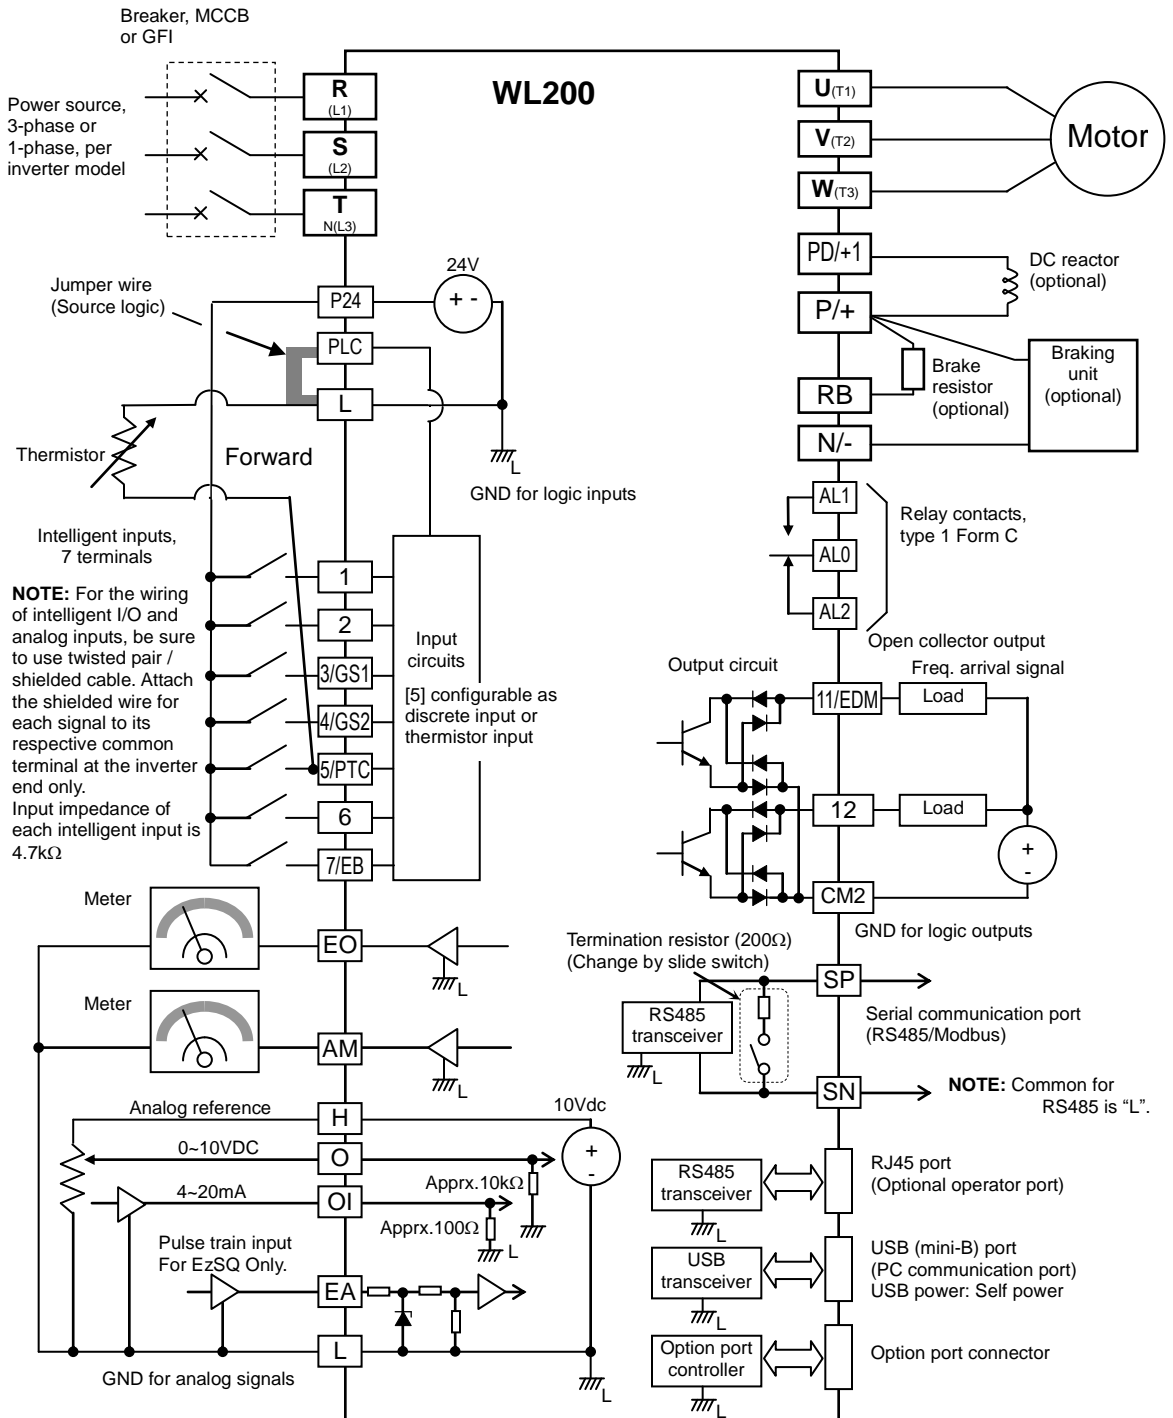 Breaker, MCCB
or GFI
Power source,
3-phase or
1-phase, per
inverter model
R
(L1)
S
(L2)
T
N(L3)
WL200
U(T1)
V(T2)
W(T3)
Motor
PD/+1
P/+
RB
N/-
DC reactor
(optional)
Brake
resistor
(optional)
Braking
unit
(optional)
Jumper wire
(Source logic)
24V
P24
+ -
PLC
L
L
GND for logic inputs
Thermistor
Forward
Intelligent inputs,
7 terminals
NOTE: For the wiring
of intelligent I/O and
analog inputs, be sure
to use twisted pair /
shielded cable. Attach
the shielded wire for
each signal to its
respective common
terminal at the inverter
end only.
Input impedance of
each intelligent input is
4.7kΩ
1
2
3/GS1
4/GS2
5/PTC
6
7/EB
Input
circuits
[5] configurable as
discrete input or
thermistor input
AL1
AL0
AL2
Relay contacts,
type 1 Form C
Open collector output
Output circuit
Freq. arrival signal
11/EDM
Load
12
Load
+
-
CM2
GND for logic outputs
Meter
EO
L
Meter
AM
L
Termination resistor (200Ω)
(Change by slide switch)
RS485
transceiver
L
SP
Serial communication port
(RS485/Modbus)
SN
NOTE: Common for
RS485 is “L”.
Analog reference
H
10Vdc
+
-
0~10VDC
O
Apprx.10kΩ
4~20mA
OI
Apprx.100Ω
L
Pulse train input
For EzSQ Only.
EA
L
L
GND for analog signals
RS485
transceiver
L
RJ45 port
(Optional operator port)
USB
transceiver
L
USB (mini-B) port
(PC communication port)
USB power: Self power
Option port
controller
L
Option port connector